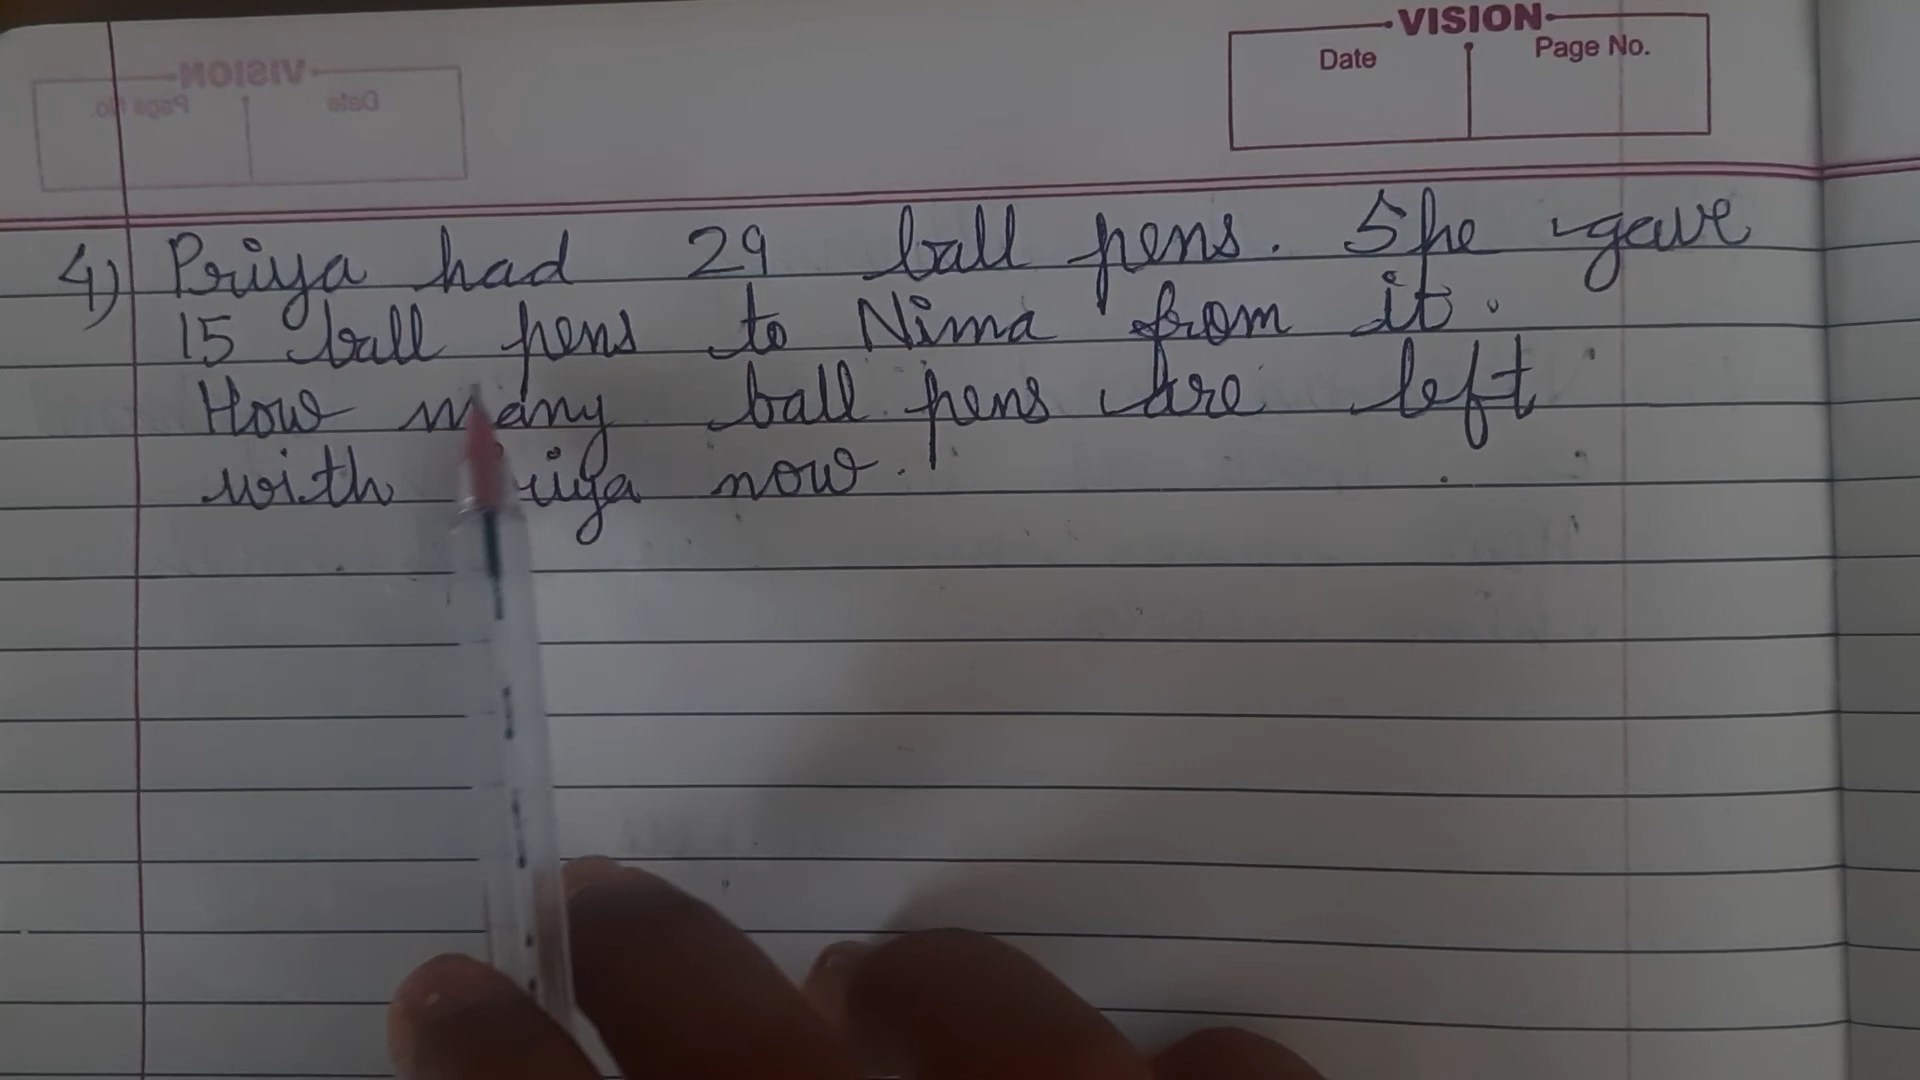 VISION
Date Page No.
4) Priya had 29 ball pens. She gave
15 ball pens to Nima from it.
How many ball pens are left
with now.